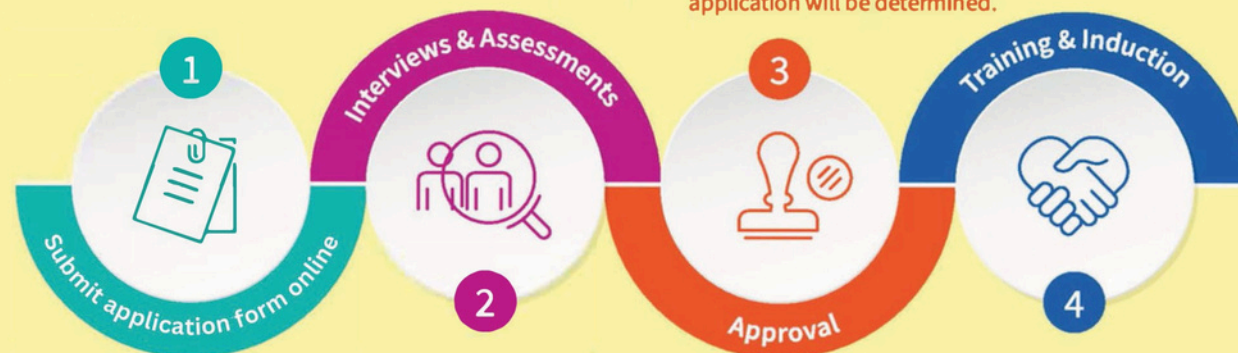 application will be determined.
1
Submit application form online
Interviews & Assessments
2
3
Approval
Training & Induction
4